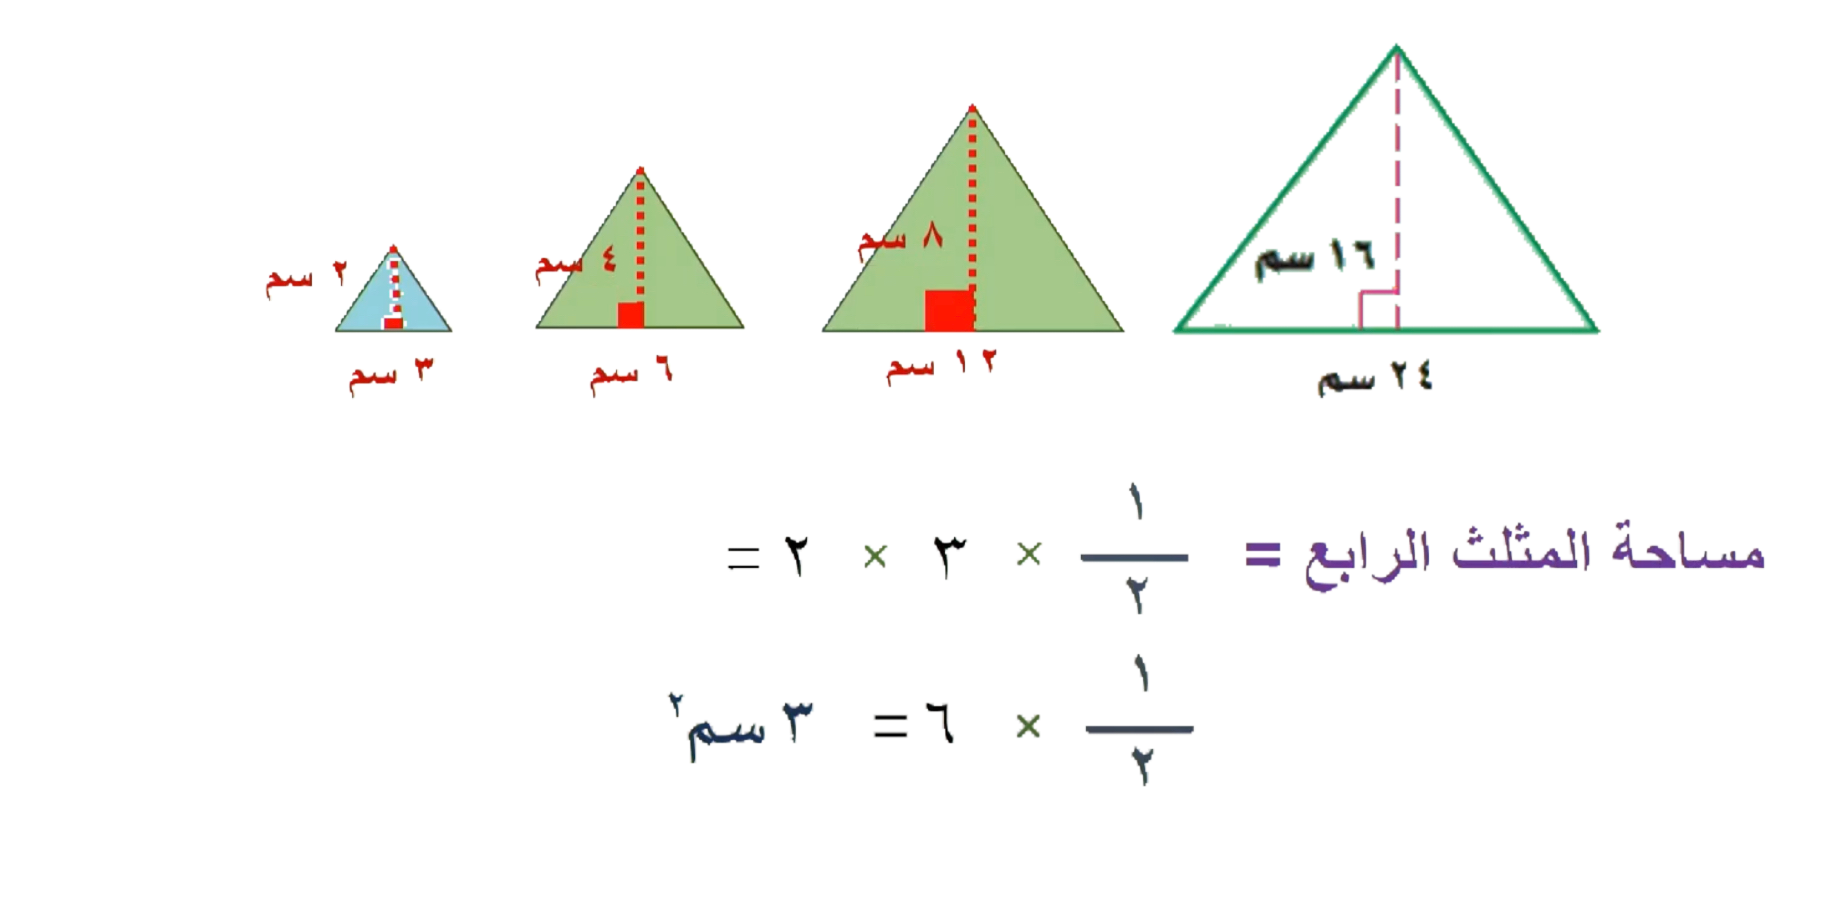 ١٦ سم
٨ سم
٤ سم
٢ سم
٢٤ سم
١٢ سم
٦ سم
٣ سم
مساحة المثلث الرابع = ١/٢ × ٣ × ٢ =
١/٢ × ٦ = ٣ سم٢